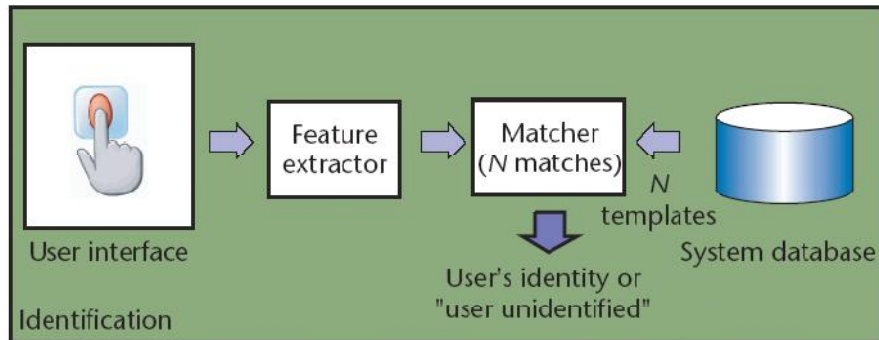 User interface
Feature
extractor
Matcher
(N matches)
N
templates
System database
User's identity or
"user unidentified"
Identification